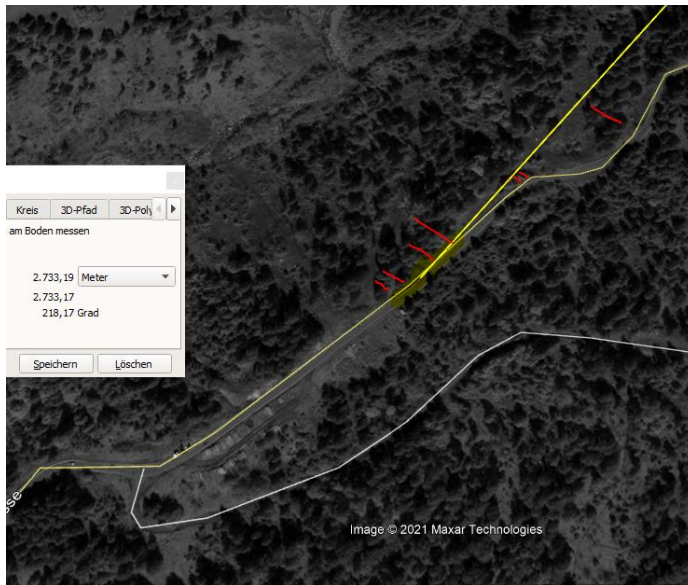 Kreis 3D-Pfad 3D-Poly
am Boden messen
2.733,19 Meter
2.733,17
218,17 Grad
Speichern Löschen
sse
Image © 2021 Maxar Technologies